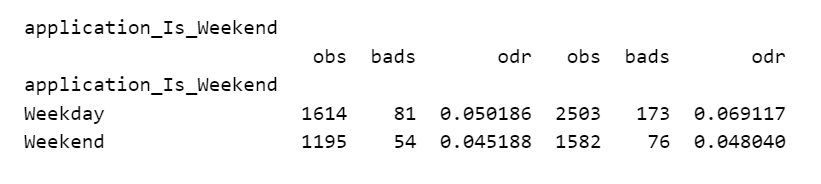 application_Is_Weekend
obs bads odr obs bads odr
application_Is_Weekend
Weekday 1614 81 0.050186 2503 173 0.069117
Weekend 1195 54 0.045188 1582 76 0.048040